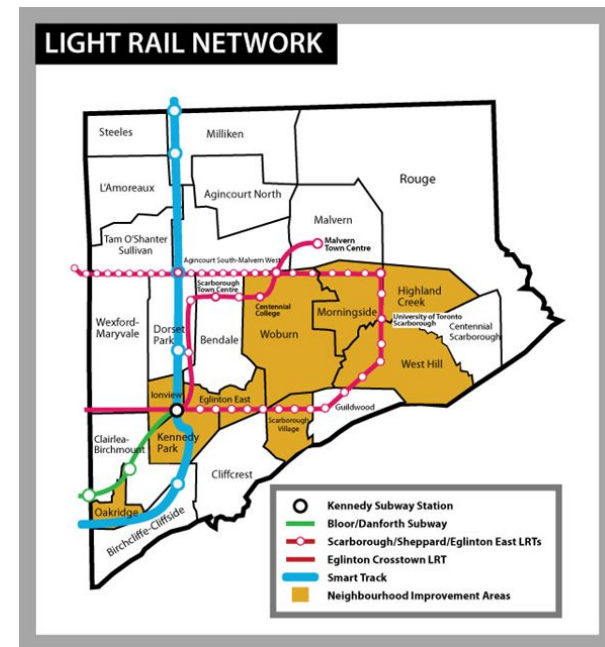 LIGHT RAIL NETWORK
Steeles
Milliken
L'Amoreaux
Agincourt North
Rouge
Malvern
Tam O'Shanter
Sullivan
Malvern
Town Centre
Agincourt South-Malvern West
Scarborough
Town Centre
Highland
Creek
Centennial
College
Wexford-
Maryvale
Dorset
Park
Bendale
Woburn
Morningside
University of Toronto
Scarborough
Centennial
Scarborough
West Hill
Ionview
Eglinton East
Guildwood
Scarborough
Village
Clairlea-
Birchmount
Kennedy
Park
Cliffcrest
Oakridge
Birchcliffe-Cliffside
Kennedy Subway Station
Bloor/Danforth Subway
Scarborough/Sheppard/Eglinton East LRTs
Eglinton Crosstown LRT
Smart Track
Neighbourhood Improvement Areas